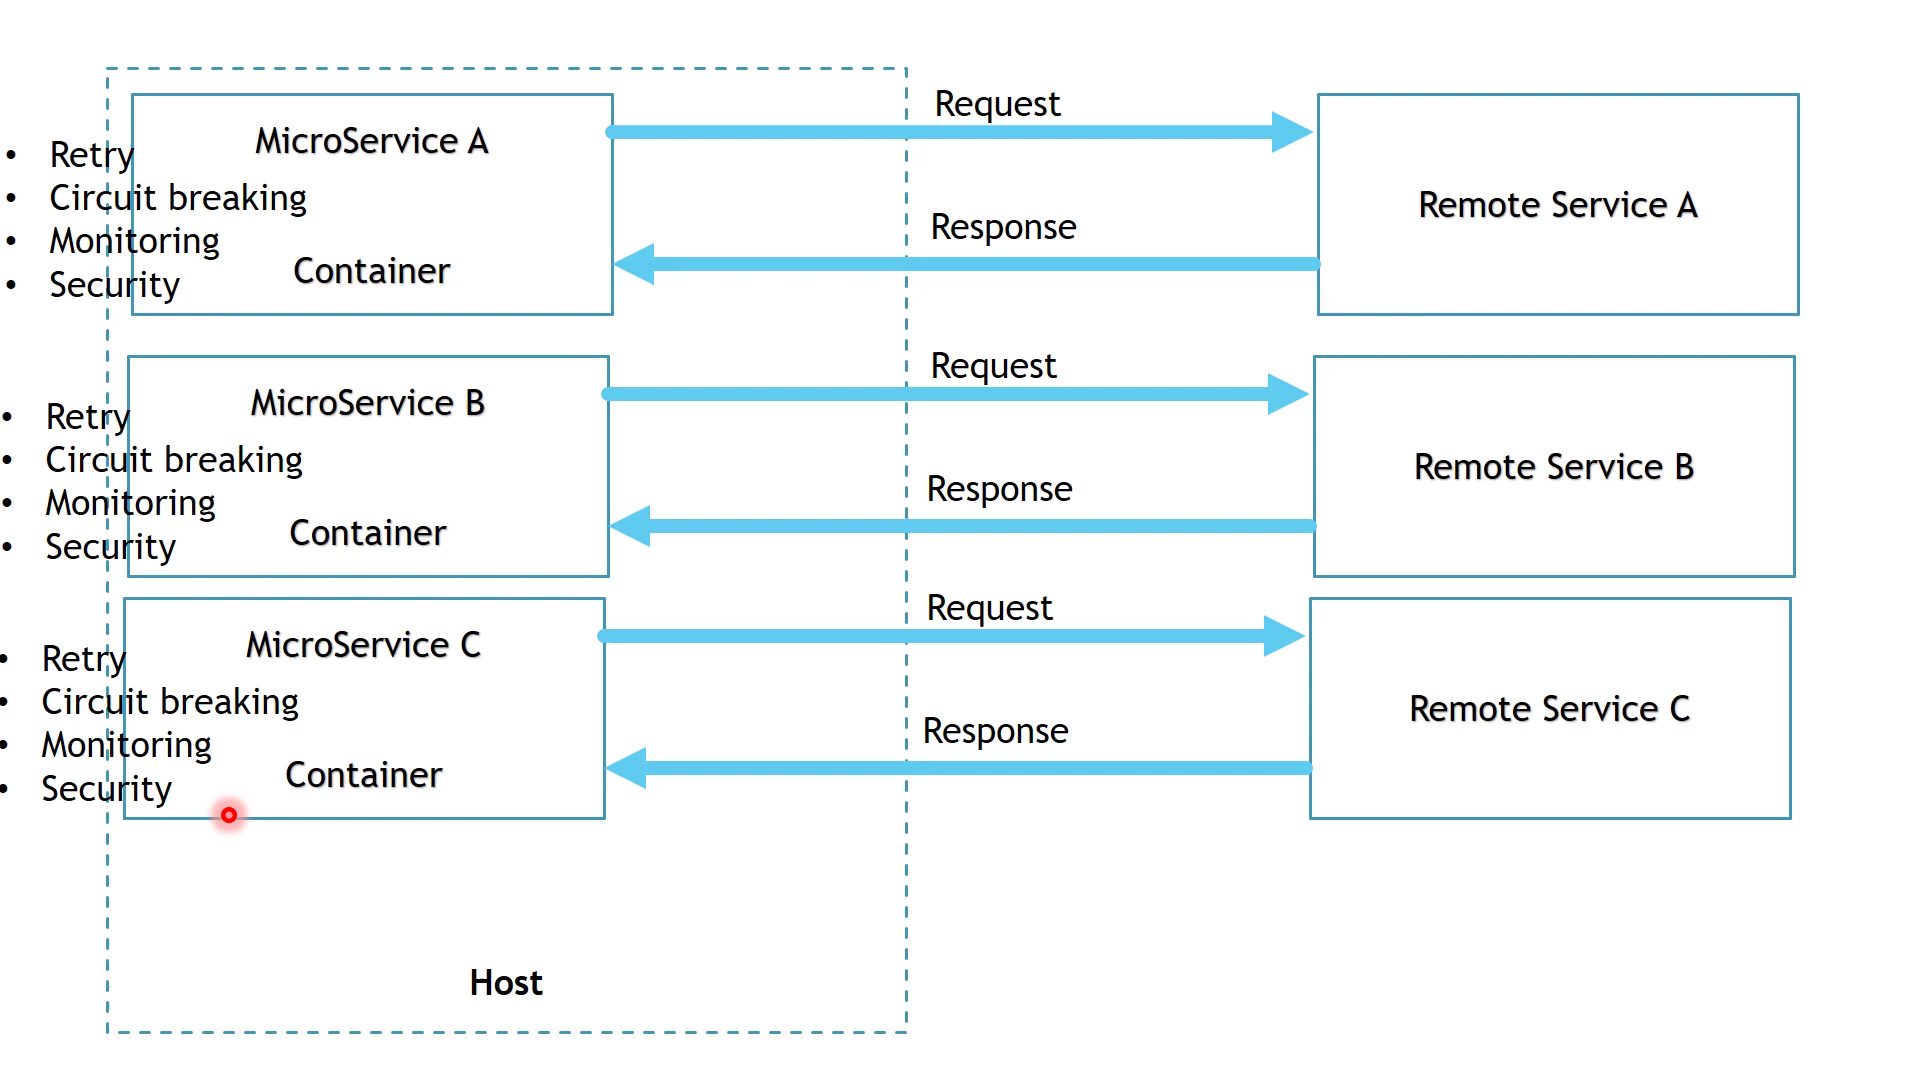 Request
MicroService A
• Retry
• Circuit breaking
• Monitoring
• Security
Container
Response
Remote Service A
Request
MicroService B
• Retry
• Circuit breaking
• Monitoring
• Security
Container
Response
Remote Service B
Request
MicroService C
• Retry
• Circuit breaking
• Monitoring
• Security
Container
Response
Remote Service C
Host